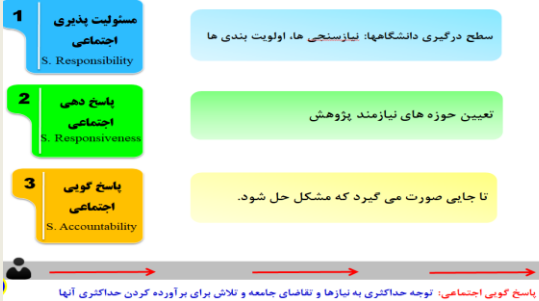 1
مسئولیت پذیری
اجتماعی
S. Responsibility
سطح درگیری دانشگاهها: نیازسنجی ها، اولویت بندی ها
2
پاسخ دهی
اجتماعی
S. Responsiveness
تعیین حوزه های نیازمند پژوهش
3
پاسخ گویی
اجتماعی
S. Accountability
تا جایی صورت می گیرد که مشکل حل شود.
پاسخ گویی اجتماعی: توجه حداکثری به نیازها و تقاضای جامعه و تلاش برای برآورده کردن حداکثری آنها